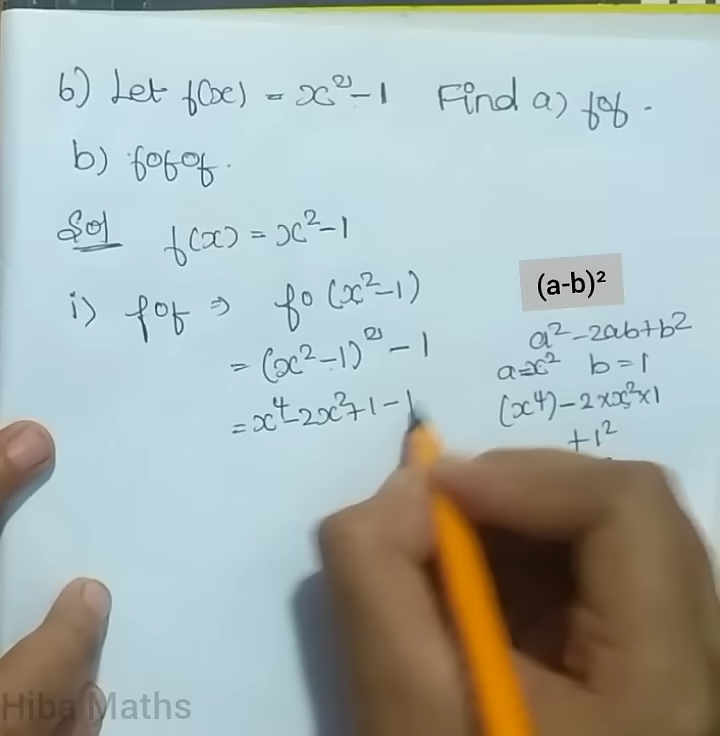 6) Let f(x) = x²-1 Find a) fof.
b) fofof.
Sol f(x) = x²-1
i) fof ⇒ fo (x²-1)
= (x²-1)² - 1
= x⁴-2x²+1-1
(a-b)²
a²-2ab+b²
a=x² b=1
(x⁴)-2×x²×1
+1²
Hiba Maths